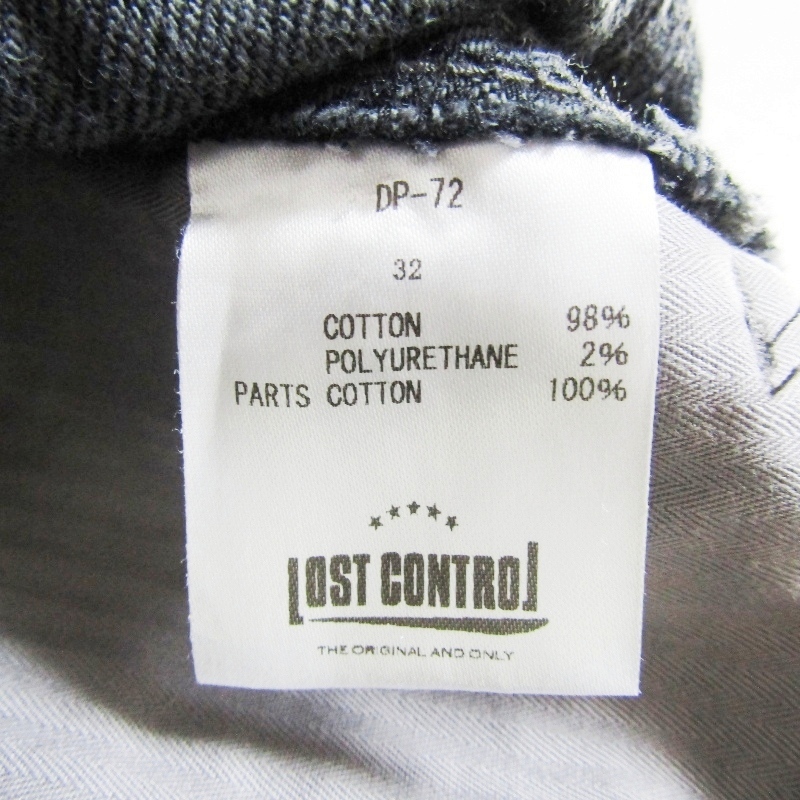 DP-72
32
COTTON 98%
POLYURETHANE 2%
PARTS COTTON 100%
LOST CONTROL
THE ORIGINAL AND ONLY